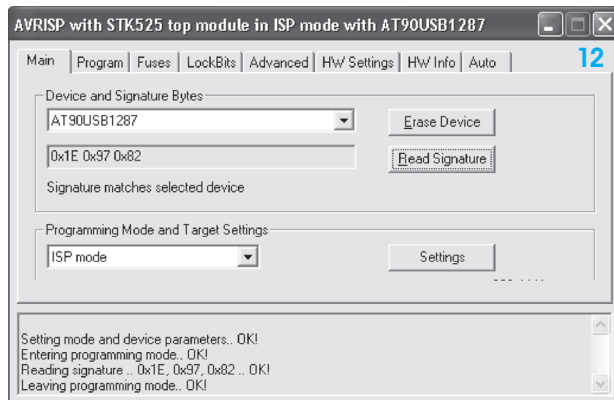 AVRISP with STK525 top module in ISP mode with AT90USB1287
12
Main Program Fuses LockBits Advanced HW Settings HW Info Auto
Device and Signature Bytes
AT90USB1287
Erase Device
0x1E 0x97 0x82
Read Signature
Signature matches selected device
Programming Mode and Target Settings
ISP mode
Settings
Setting mode and device parameters.. OK!
Entering programming mode.. OK!
Reading signature .. 0x1E, 0x97, 0x82 .. OK!
Leaving programming mode.. OK!